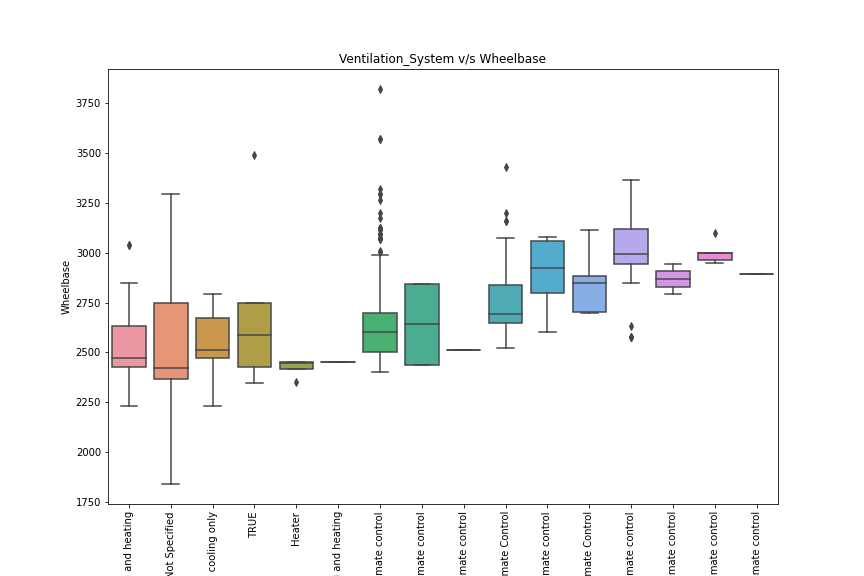 Ventilation_System v/s Wheelbase
3750
3500
3250
3000
2750
2500
2250
2000
1750
Wheelbase
and heating
Not Specified
cooling only
TRUE
Heater
and heating
mate control
mate control
mate control
mate Control
mate control
mate Control
mate control
mate control
mate control
mate control